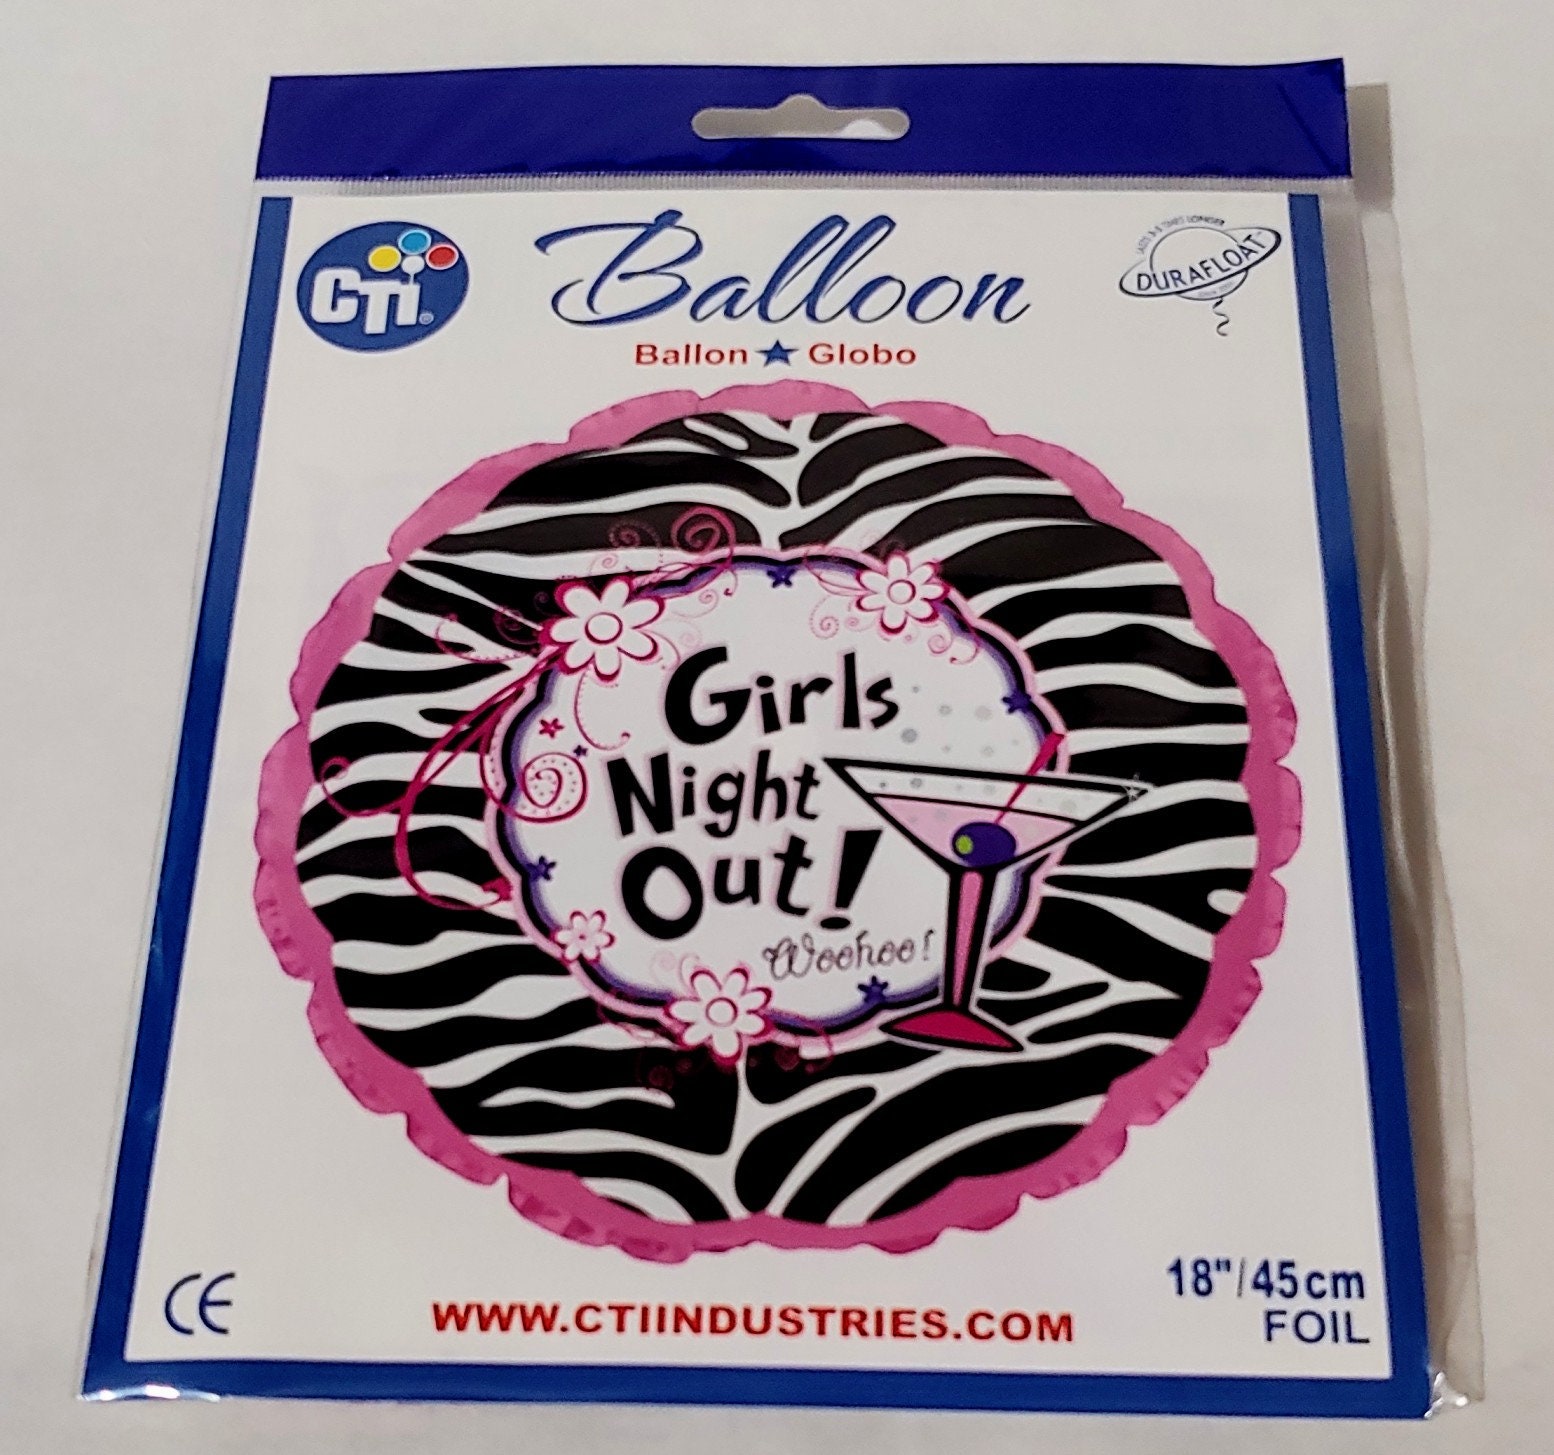 CTI®
Balloon
Ballon ★ Globo
DURAFLOAT
Girls
Night
Out!
Woohoo!
CE
WWW.CTIINDUSTRIES.COM
18"/45cm
FOIL